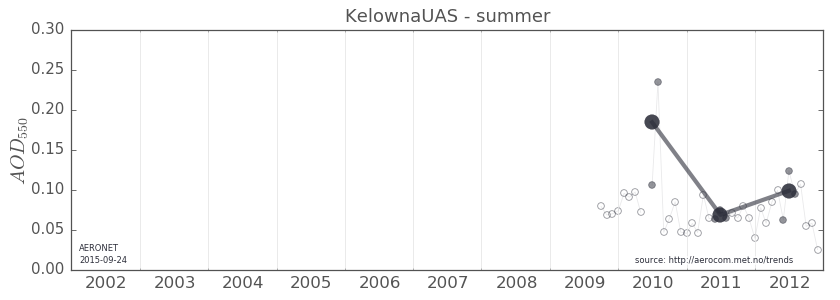 KelownaUAS - summer
0.30
0.25
0.20
0.15
0.10
0.05
0.00
AOD550
AERONET
2015-09-24
source: http://aerocom.met.no/trends
2002 2003 2004 2005 2006 2007 2008 2009 2010 2011 2012